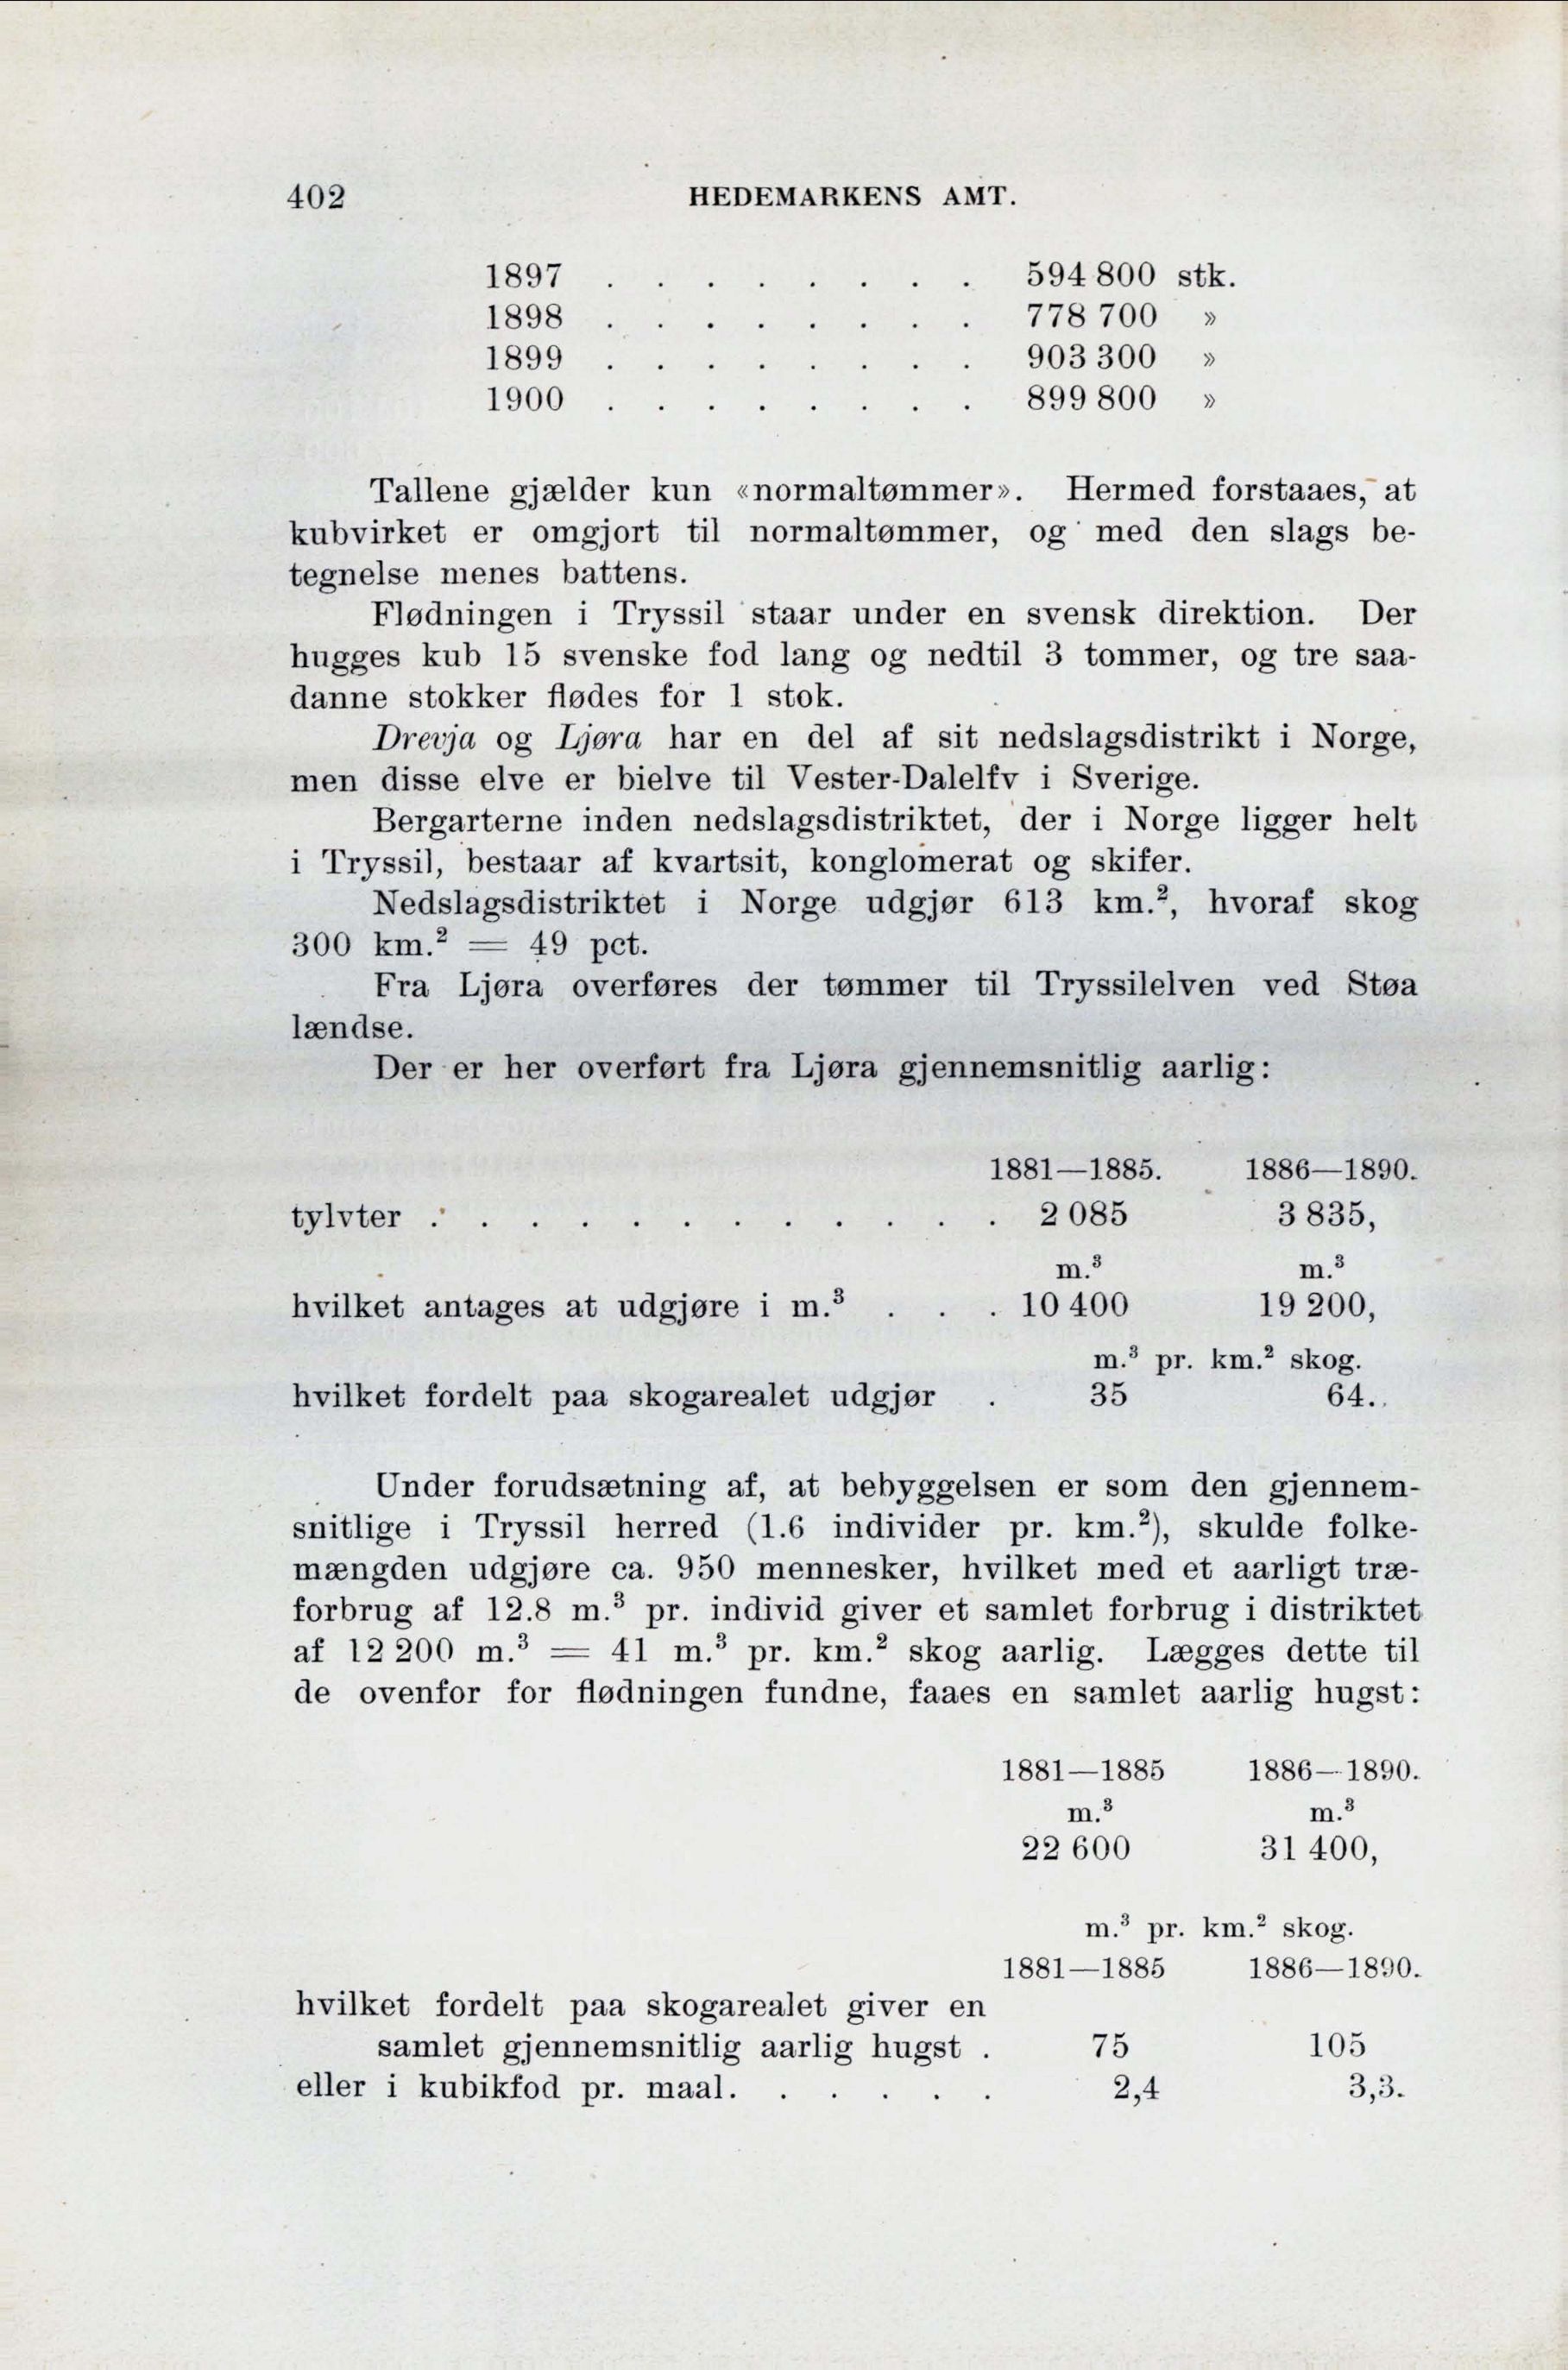 402 HEDEMARKENS AMT.
1897 . . . . . . . . 594 800 stk.
1898 . . . . . . . . 778 700 »
1899 . . . . . . . . 903 300 »
1900 . . . . . . . . 899 800 »
Tallene gjælder kun «normaltømmer». Hermed forstaaes, at
kubvirket er omgjort til normaltømmer, og med den slags be-
tegnelse menes battens.
Flødningen i Tryssil staar under en svensk direktion. Der
hugges kub 15 svenske fod lang og nedtil 3 tommer, og tre saa-
danne stokker flødes for 1 stok.
Drevja og Ljøra har en del af sit nedslagsdistrikt i Norge,
men disse elve er bielve til Vester-Dalelfv i Sverige.
Bergarterne inden nedslagsdistriktet, der i Norge ligger helt
i Tryssil, bestaar af kvartsit, konglomerat og skifer.
Nedslagsdistriktet i Norge udgjør 613 km.², hvoraf skog
300 km.² = 49 pct.
Fra Ljøra overføres der tømmer til Tryssilelven ved Støa
lændse.
Der er her overført fra Ljøra gjennemsnitlig aarlig:
1881—1885. 1886—1890.
tylvter . . . . . . . . . . . . 2 085 3 835,
m.³ m.³
hvilket antages at udgjøre i m.³ . . . 10 400 19 200,
m.³ pr. km.² skog.
hvilket fordelt paa skogarealet udgjør . 35 64.
Under forudsætning af, at bebyggelsen er som den gjennem-
snitlige i Tryssil herred (1.6 individer pr. km.²), skulde folke-
mængden udgjøre ca. 950 mennesker, hvilket med et aarligt træ-
forbrug af 12.8 m.³ pr. individ giver et samlet forbrug i distriktet
af 12 200 m.³ = 41 m.³ pr. km.² skog aarlig. Lægges dette til
de ovenfor for flødningen fundne, faaes en samlet aarlig hugst:
1881—1885 1886—1890.
m.³ m.³
22 600 31 400,
m.³ pr. km.² skog.
1881—1885 1886—1890.
hvilket fordelt paa skogarealet giver en
samlet gjennemsnitlig aarlig hugst . 75 105
eller i kubikfod pr. maal. . . . . . 2,4 3,3.